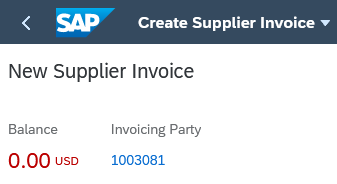 SAP Create Supplier Invoice
New Supplier Invoice
Balance Invoicing Party
0.00 USD 1003081